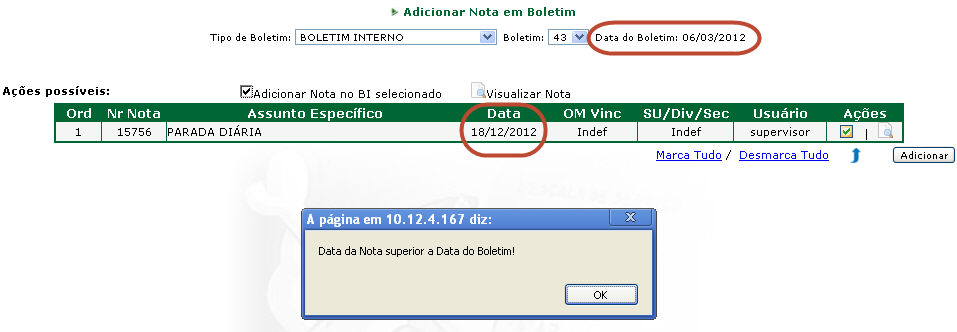 Adicionar Nota em Boletim
Tipo de Boletim: BOLETIM INTERNO Boletim: 43 Data do Boletim: 06/03/2012
Ações possíveis: Adicionar Nota no BI selecionado Visualizar Nota
Ord Nr Nota Assunto Específico Data OM Vinc SU/Div/Sec Usuário Ações
1 15756 PARADA DIÁRIA 18/12/2012 Indef Indef supervisor |
Marca Tudo / Desmarca Tudo Adicionar
A página em 10.12.4.167 diz:
Data da Nota superior a Data do Boletim!
OK